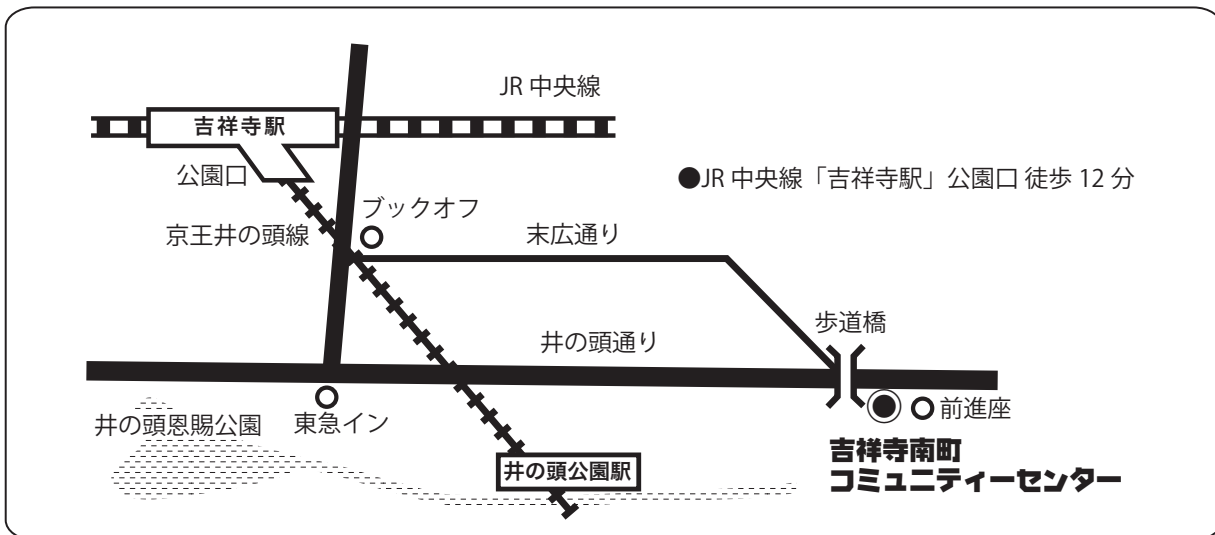 JR 中央線
吉祥寺駅
公園口
●JR 中央線「吉祥寺駅」公園口 徒歩 12 分
ブックオフ
京王井の頭線
末広通り
歩道橋
井の頭通り
井の頭恩賜公園
東急イン
前進座
吉祥寺南町
コミュニティーセンター
井の頭公園駅